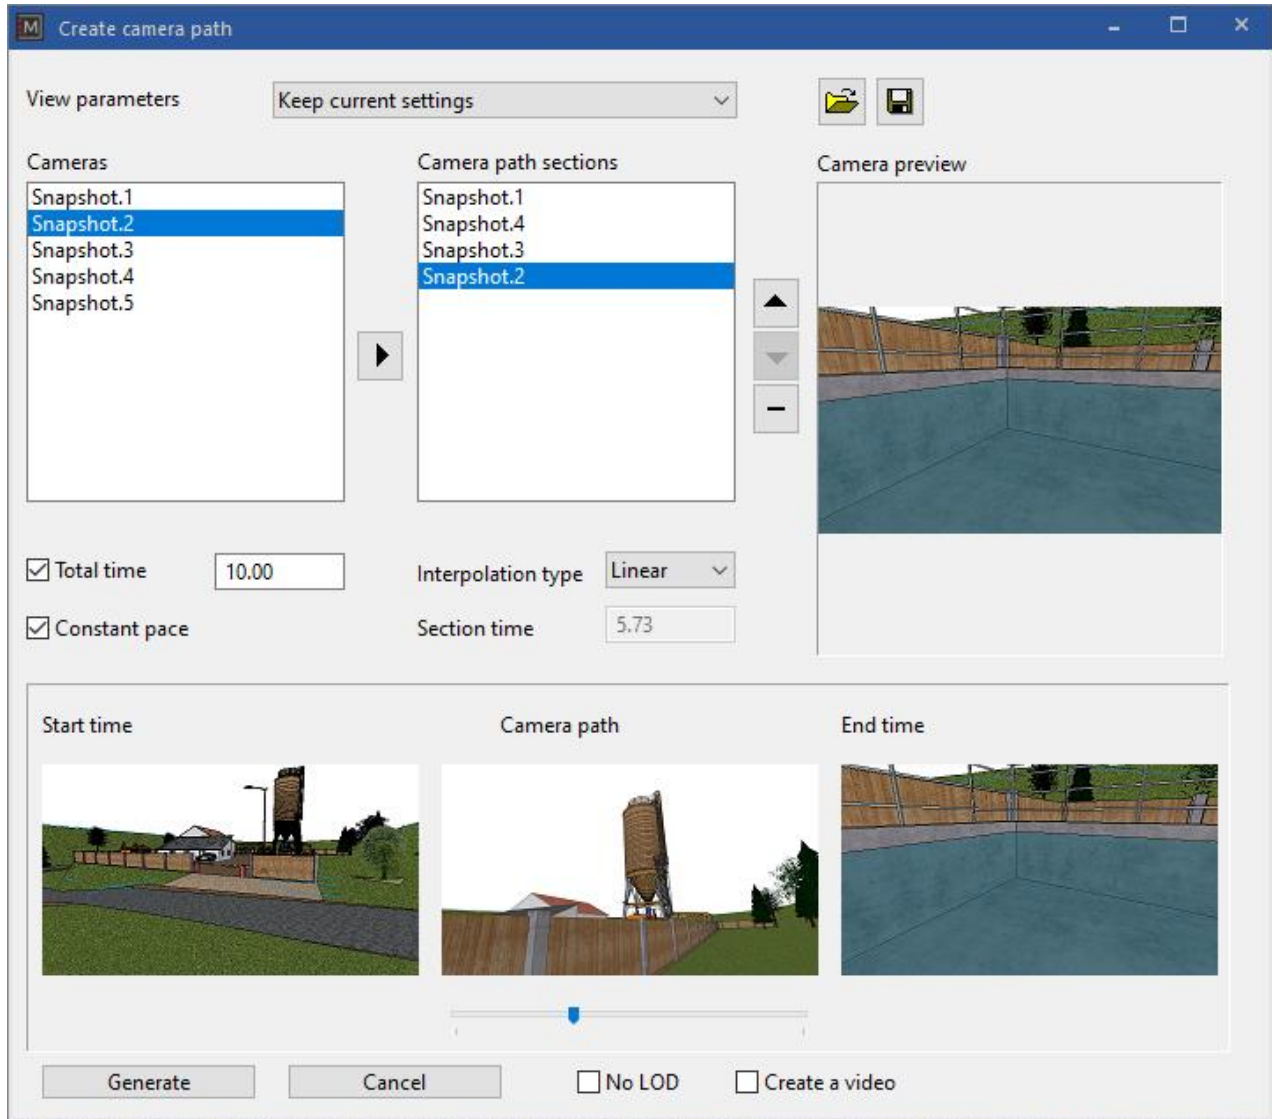 M Create camera path
View parameters Keep current settings
Cameras
Snapshot.1
Snapshot.2
Snapshot.3
Snapshot.4
Snapshot.5
Camera path sections
Snapshot.1
Snapshot.4
Snapshot.3
Snapshot.2
Camera preview
Total time 10.00
Interpolation type Linear
Constant pace
Section time 5.73
Start time
Camera path
End time
Generate
Cancel
No LOD
Create a video